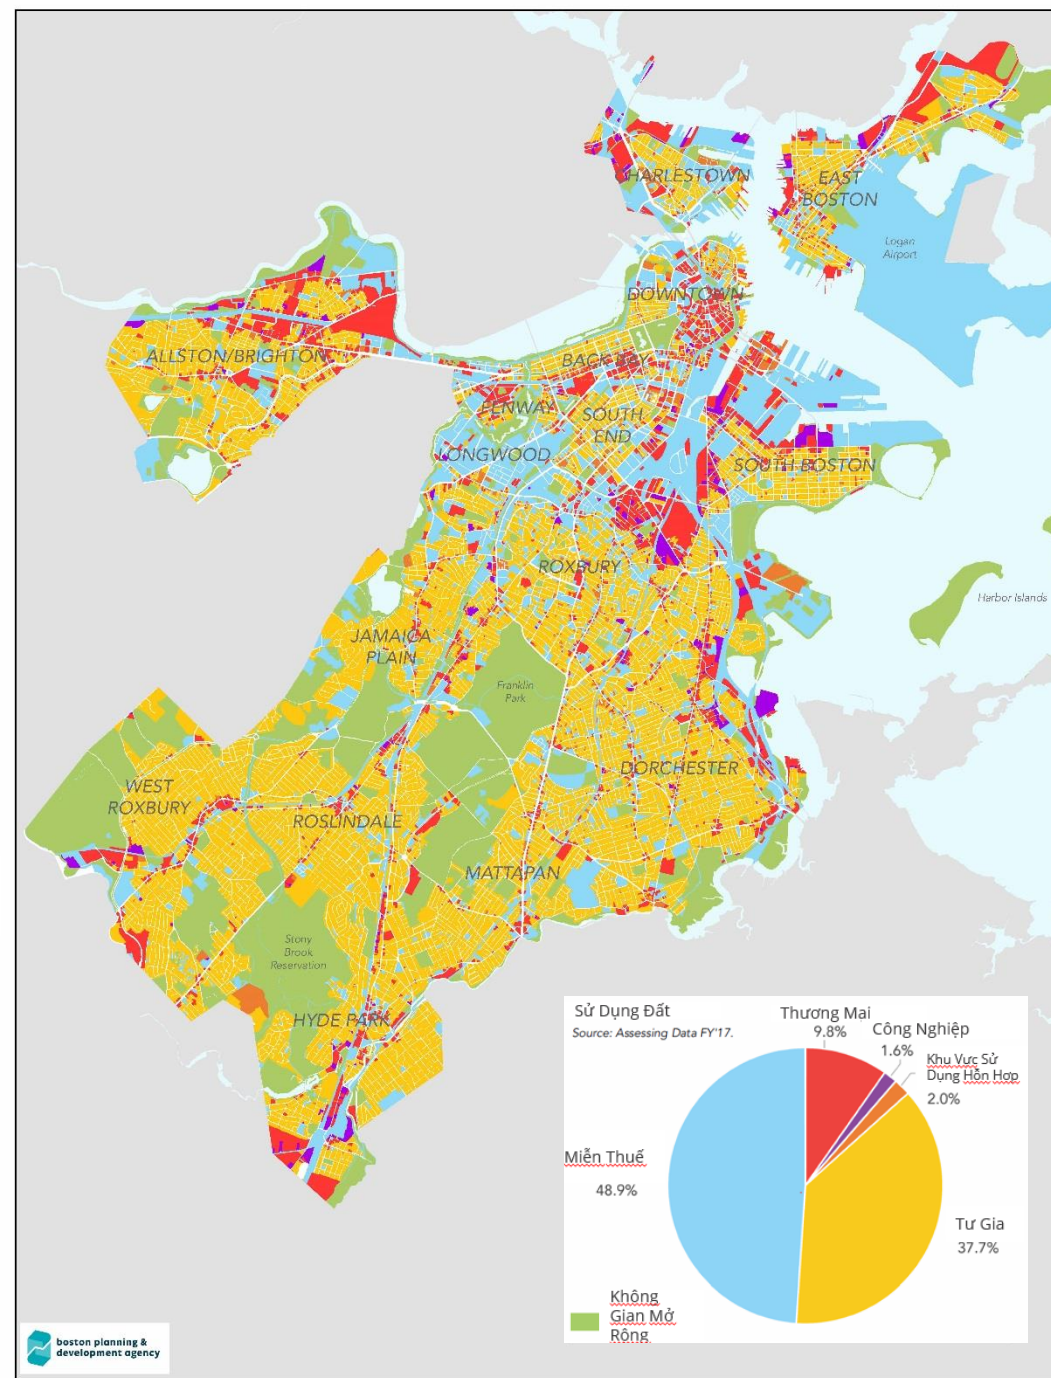 CHARLESTOWN
EAST
BOSTON
Logan
Airport
DOWNTOWN
ALLSTON/BRIGHTON
BACK BAY
FENWAY
SOUTH
END
LONGWOOD
SOUTH BOSTON
ROXBURY
Harbor Islands
JAMAICA
PLAIN
Franklin
Park
WEST
ROXBURY
DORCHESTER
ROSLINDALE
MATTAPAN
Stony
Brook
Reservation
HYDE PARK
Sử Dụng Đất
Source: Assessing Data FY'17.
Thương Mại
9.8%
Công Nghiệp
1.6%
Khu Vực Sử
Dụng Hỗn Hợp
2.0%
Miễn Thuế
48.9%
Tư Gia
37.7%
Không
Gian Mở
Rộng
boston planning &
development agency